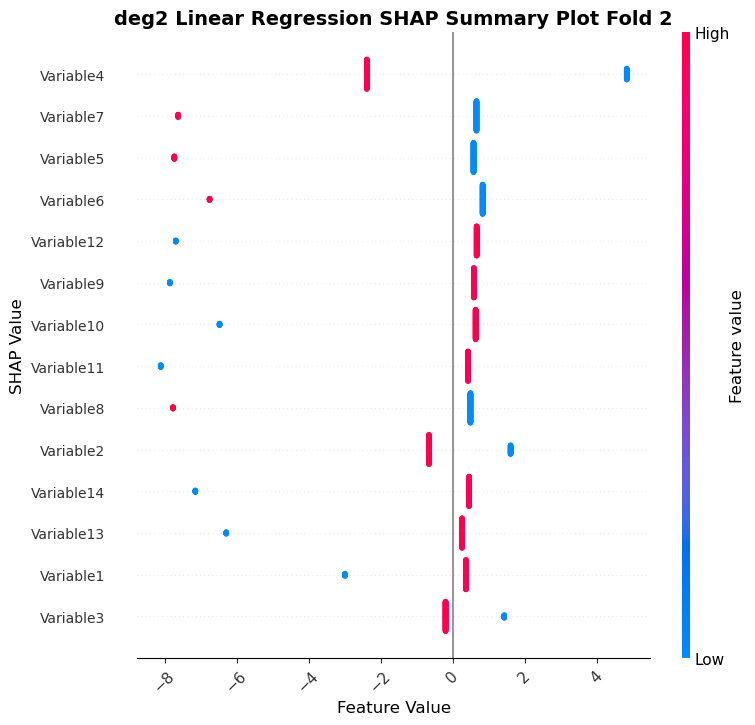 deg2 Linear Regression SHAP Summary Plot Fold 2
High
Variable4
Variable7
Variable5
Variable6
Variable12
Variable9
Variable10
Variable11
Variable8
Variable2
Variable14
Variable13
Variable1
Variable3
SHAP Value
Feature value
Low
−8
−6
−4
−2
0
2
4
Feature Value